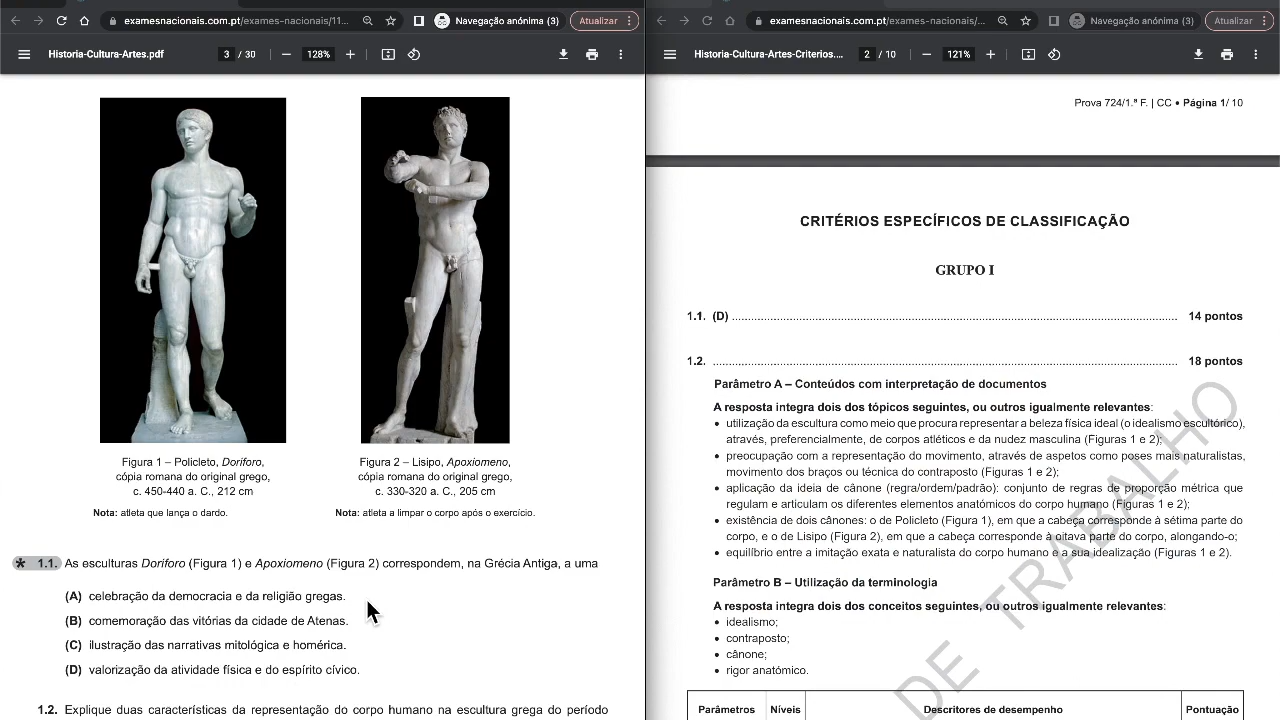 examesnacionais.com.pt/exames-nacionais/11...
Navegação anónima (3)
Atualizar
Historia-Cultura-Artes.pdf
3 / 30
128%
Figura 1 – Policleto, Doríforo,
cópia romana do original grego,
c. 450-440 a. C., 212 cm
Nota: atleta que lança o dardo.
Figura 2 – Lisipo, Apoxiomeno,
cópia romana do original grego,
c. 330-320 a. C., 205 cm
Nota: atleta a limpar o corpo após o exercício.
* 1.1. As esculturas Doríforo (Figura 1) e Apoxiomeno (Figura 2) correspondem, na Grécia Antiga, a uma
(A) celebração da democracia e da religião gregas.
(B) comemoração das vitórias da cidade de Atenas.
(C) ilustração das narrativas mitológica e homérica.
(D) valorização da atividade física e do espírito cívico.
1.2. Explique duas características da representação do corpo humano na escultura grega do período
examesnacionais.com.pt/exames-nacionais/...
Navegação anónima (3)
Atualizar
Historia-Cultura-Artes-Criterios....
2 / 10
121%
Prova 724/1.ª F. | CC • Página 1/ 10
CRITÉRIOS ESPECÍFICOS DE CLASSIFICAÇÃO
GRUPO I
1.1. (D) ........................................................................ 14 pontos
1.2. ........................................................................ 18 pontos
Parâmetro A – Conteúdos com interpretação de documentos
A resposta integra dois dos tópicos seguintes, ou outros igualmente relevantes:
• utilização da escultura como meio que procura representar a beleza física ideal (o idealismo escultórico),
através, preferencialmente, de corpos atléticos e da nudez masculina (Figuras 1 e 2);
• preocupação com a representação do movimento, através de aspetos como poses mais naturalistas,
movimento dos braços ou técnica do contraposto (Figuras 1 e 2);
• aplicação da ideia de cânone (regra/ordem/padrão): conjunto de regras de proporção métrica que
regulam e articulam os diferentes elementos anatómicos do corpo humano (Figuras 1 e 2);
• existência de dois cânones: o de Policleto (Figura 1), em que a cabeça corresponde à sétima parte do
corpo, e o de Lisipo (Figura 2), em que a cabeça corresponde à oitava parte do corpo, alongando-o;
• equilíbrio entre a imitação exata e naturalista do corpo humano e a sua idealização (Figuras 1 e 2).
Parâmetro B – Utilização da terminologia
A resposta integra dois dos conceitos seguintes, ou outros igualmente relevantes:
• idealismo;
• contraposto;
• cânone;
• rigor anatómico.
Parâmetros Níveis Descritores de desempenho Pontuação
DE TRABALHO